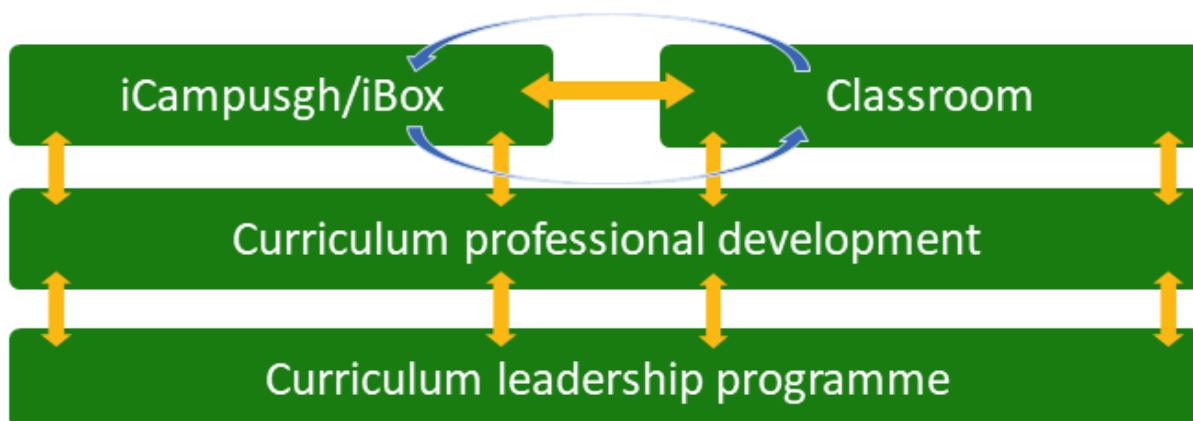 iCampusgh/iBox
Classroom
Curriculum professional development
Curriculum leadership programme